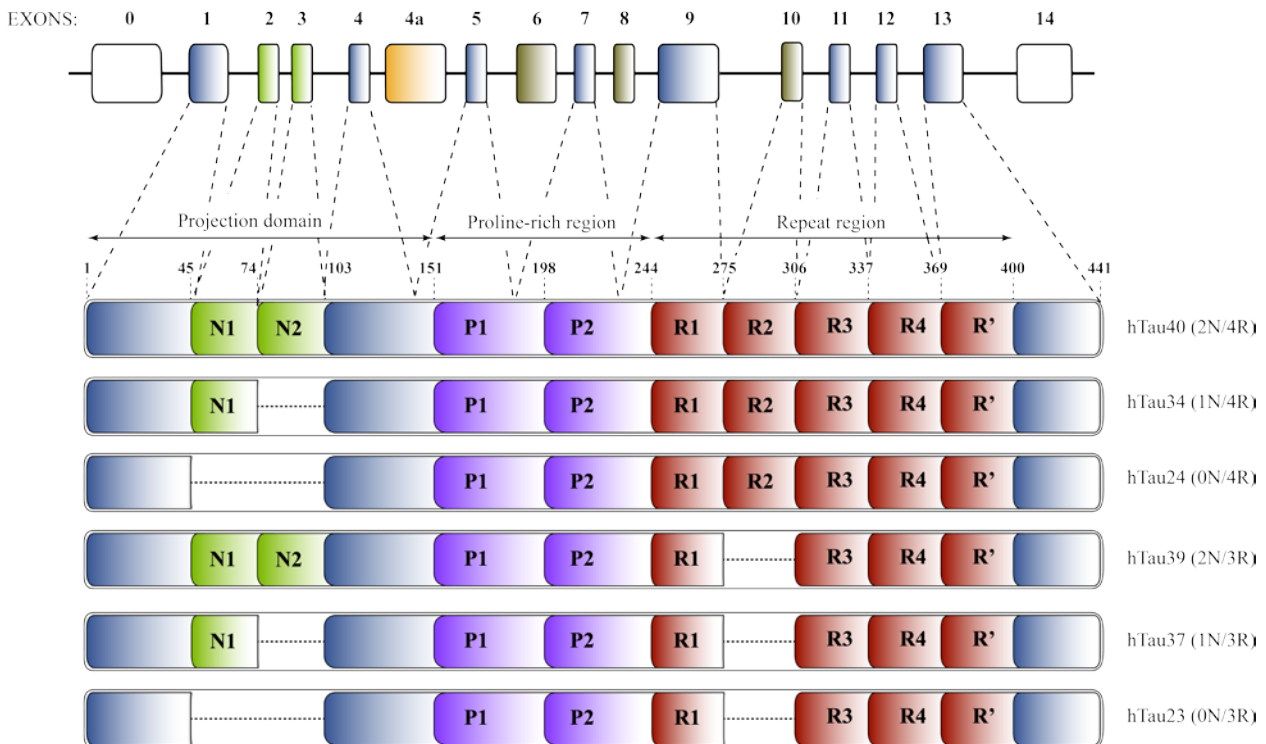 EXONS: 0 1 2 3 4 4a 5 6 7 8 9 10 11 12 13 14
Projection domain Proline-rich region Repeat region
1 45 74 103 151 198 244 275 306 337 369 400 441
N1 N2 P1 P2 R1 R2 R3 R4 R' hTau40 (2N/4R)
N1 P1 P2 R1 R2 R3 R4 R' hTau34 (1N/4R)
P1 P2 R1 R2 R3 R4 R' hTau24 (0N/4R)
N1 N2 P1 P2 R1 R3 R4 R' hTau39 (2N/3R)
N1 P1 P2 R1 R3 R4 R' hTau37 (1N/3R)
P1 P2 R1 R3 R4 R' hTau23 (0N/3R)